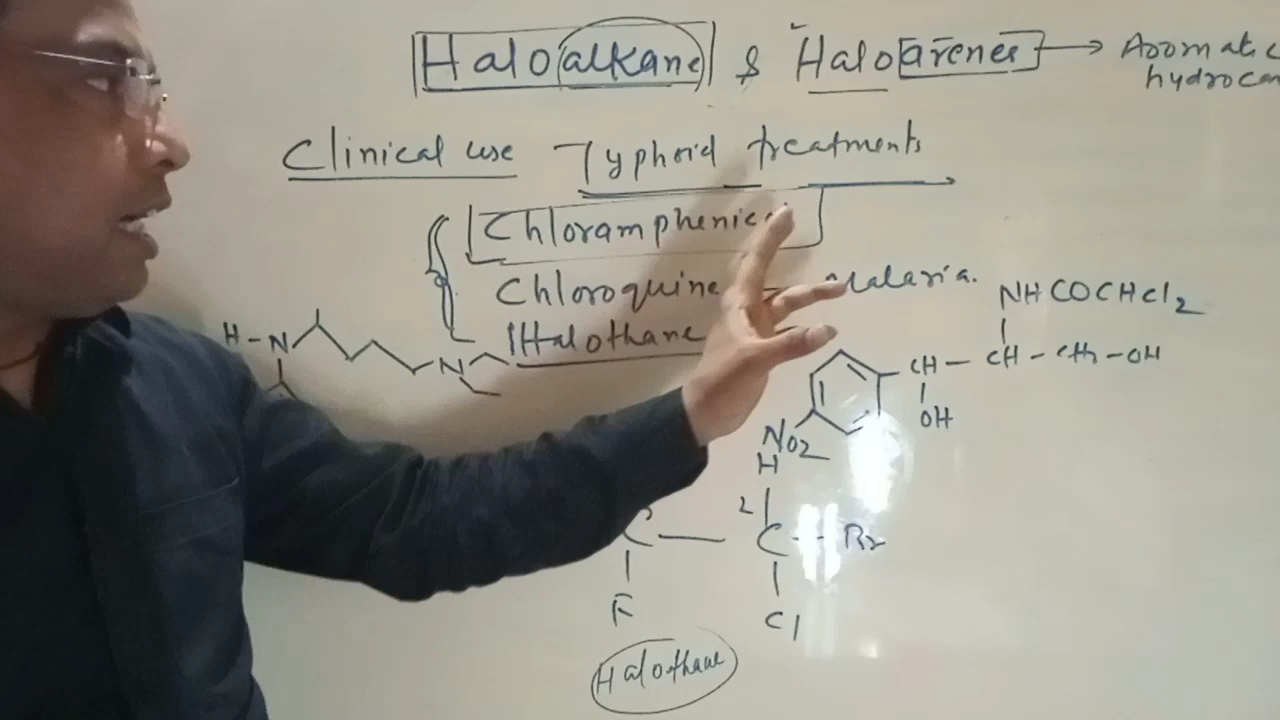 Haloalkane & Haloarenes → Aromatic
hydrocar
Clinical use Typhoid treatments
Chloramphenic
Chloroquine - Malaria.
Halothane
NHCOCHCl2
H-N
N
CH - CH - CH2 - OH
OH
NO2
H
2
C - C - Br
F Cl
Halothane